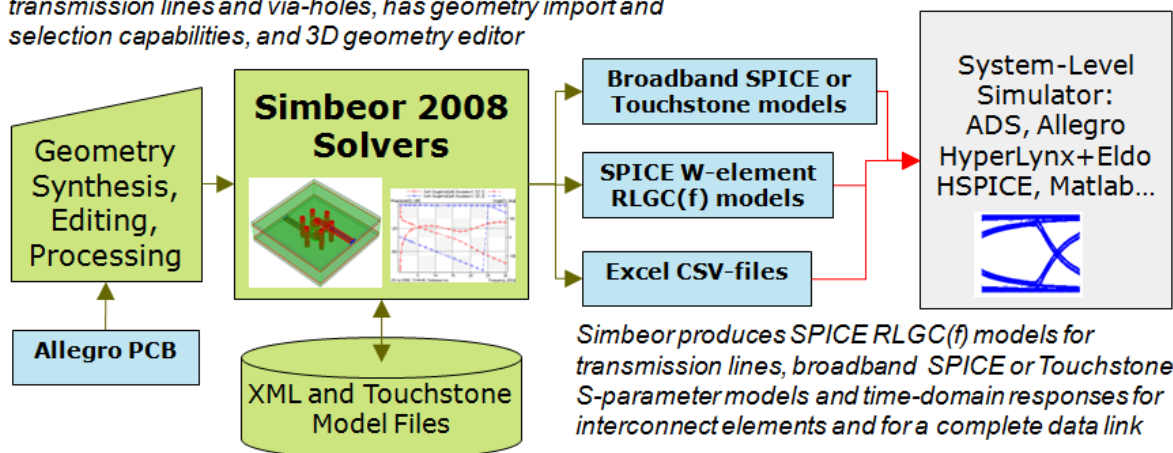 transmission lines and via-holes, has geometry import and
selection capabilities, and 3D geometry editor
Geometry
Synthesis,
Editing,
Processing
Allegro PCB
Simbeor 2008
Solvers
XML and Touchstone
Model Files
Broadband SPICE or
Touchstone models
SPICE W-element
RLGC(f) models
Excel CSV-files
System-Level
Simulator:
ADS, Allegro
HyperLynx+Eldo
HSPICE, Matlab...
Simbeor produces SPICE RLGC(f) models for
transmission lines, broadband SPICE or Touchstone
S-parameter models and time-domain responses for
interconnect elements and for a complete data link